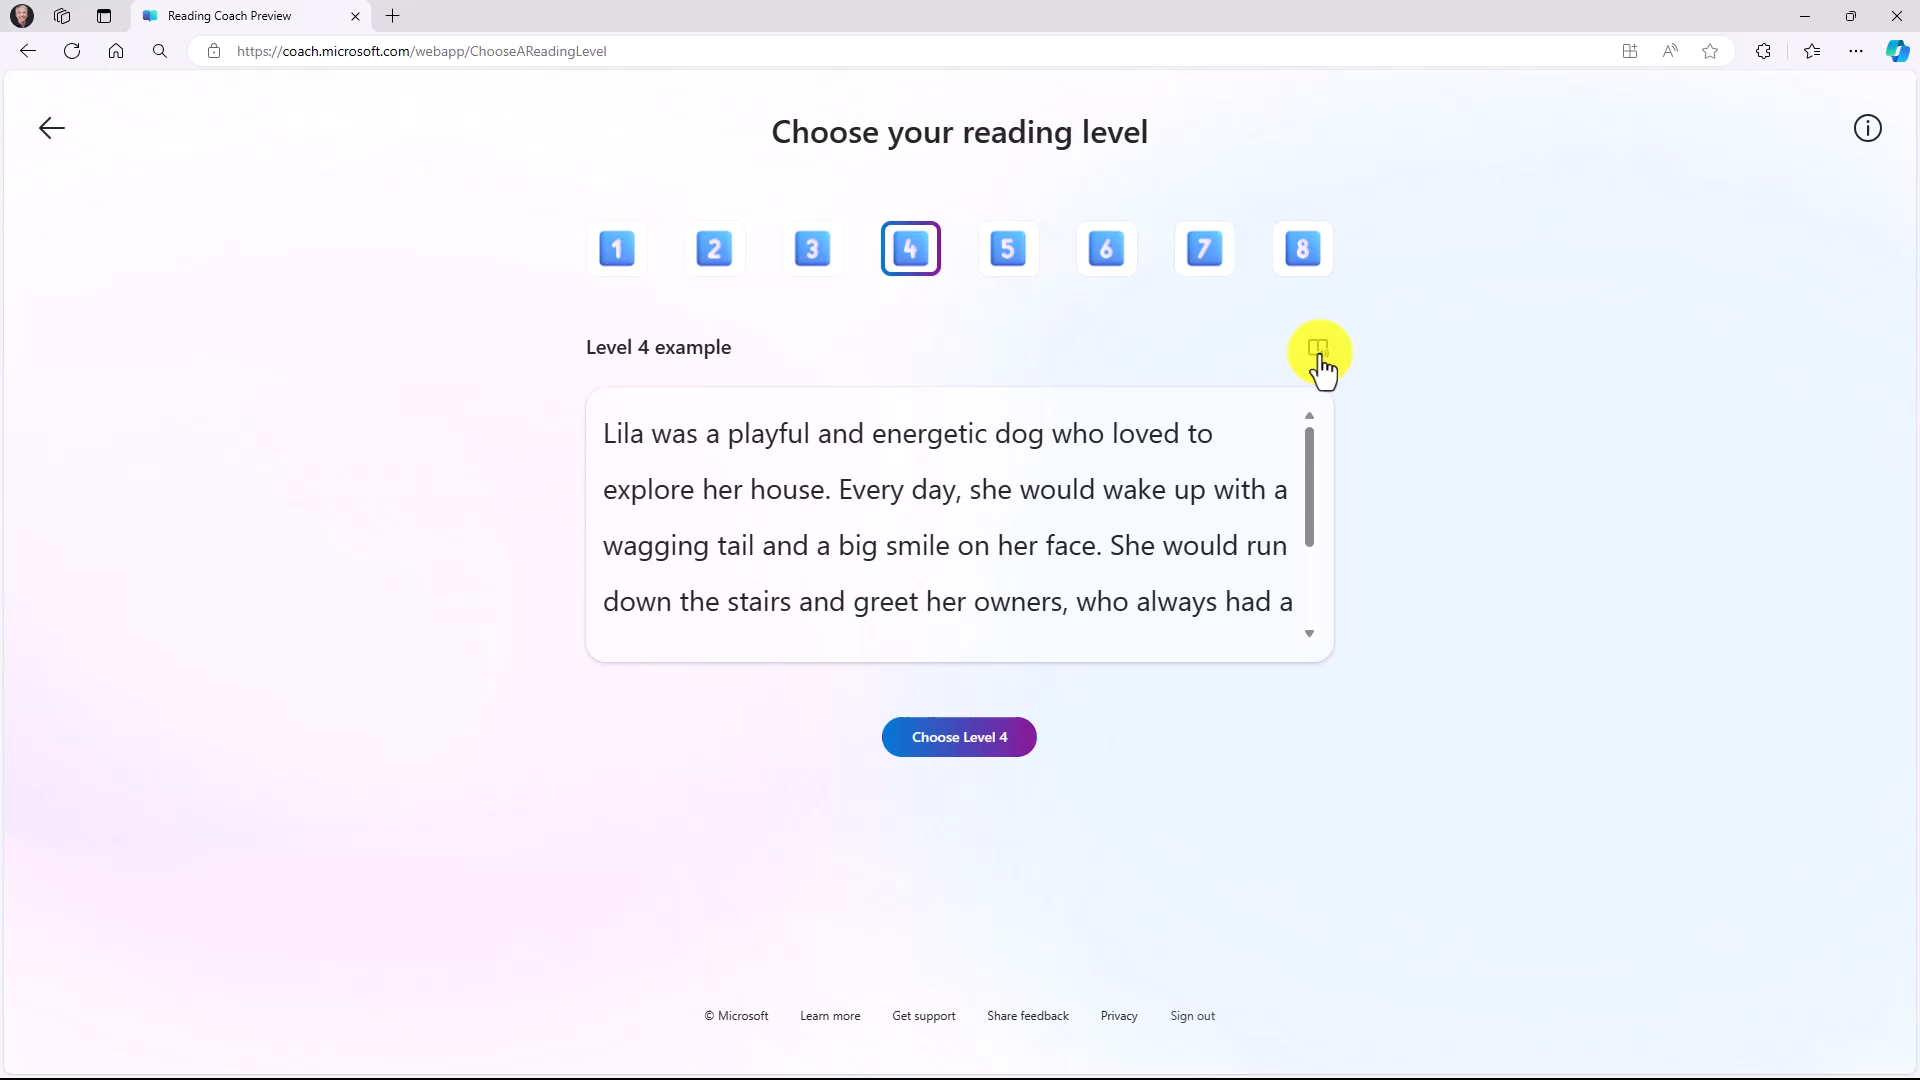 Reading Coach Preview
https://coach.microsoft.com/webapp/ChooseAReadingLevel
Choose your reading level
1 2 3 4 5 6 7 8
Level 4 example
Lila was a playful and energetic dog who loved to
explore her house. Every day, she would wake up with a
wagging tail and a big smile on her face. She would run
down the stairs and greet her owners, who always had a
Choose Level 4
© Microsoft Learn more Get support Share feedback Privacy Sign out